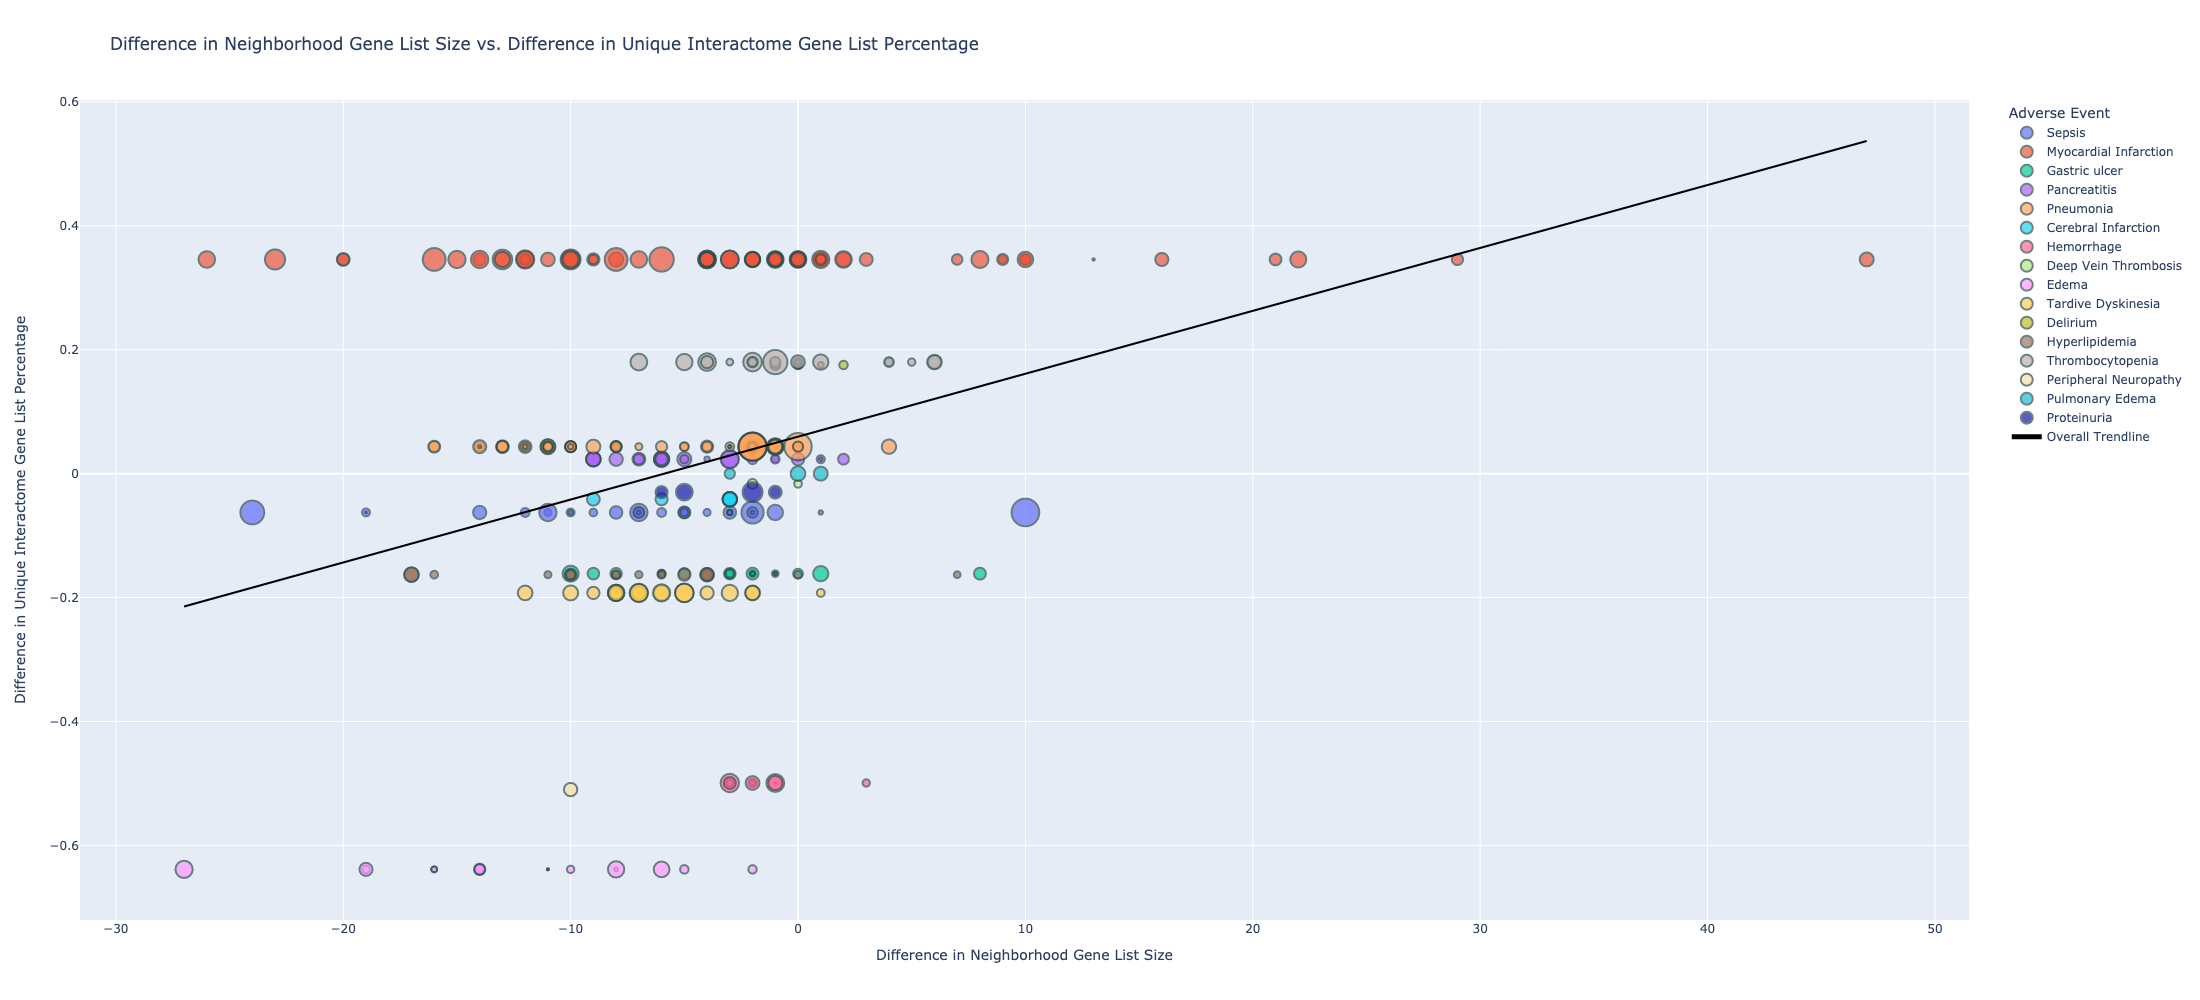 Difference in Neighborhood Gene List Size vs. Difference in Unique Interactome Gene List Percentage
Difference in Unique Interactome Gene List Percentage
0.6
0.4
0.2
0
−0.2
−0.4
−0.6
−30
−20
−10
0
10
20
30
40
50
Difference in Neighborhood Gene List Size
Adverse Event
Sepsis
Myocardial Infarction
Gastric ulcer
Pancreatitis
Pneumonia
Cerebral Infarction
Hemorrhage
Deep Vein Thrombosis
Edema
Tardive Dyskinesia
Delirium
Hyperlipidemia
Thrombocytopenia
Peripheral Neuropathy
Pulmonary Edema
Proteinuria
Overall Trendline